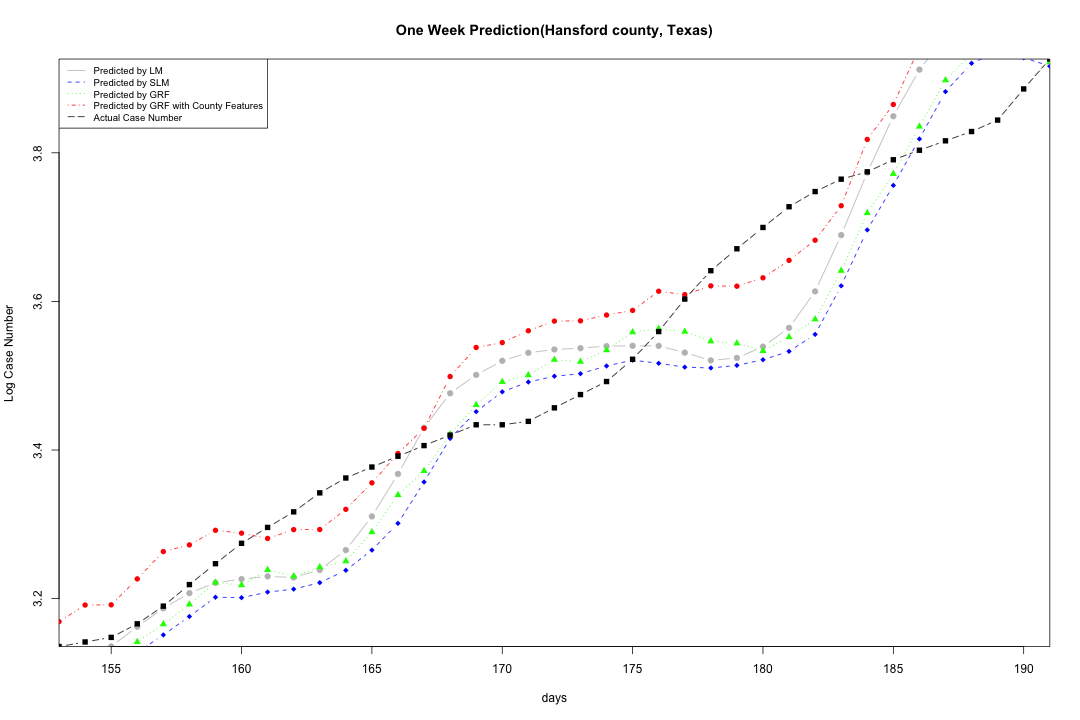 One Week Prediction(Hansford county, Texas)
Predicted by LM
Predicted by SLM
Predicted by GRF
Predicted by GRF with County Features
Actual Case Number
Log Case Number
3.8
3.6
3.4
3.2
155 160 165 170 175 180 185 190
days